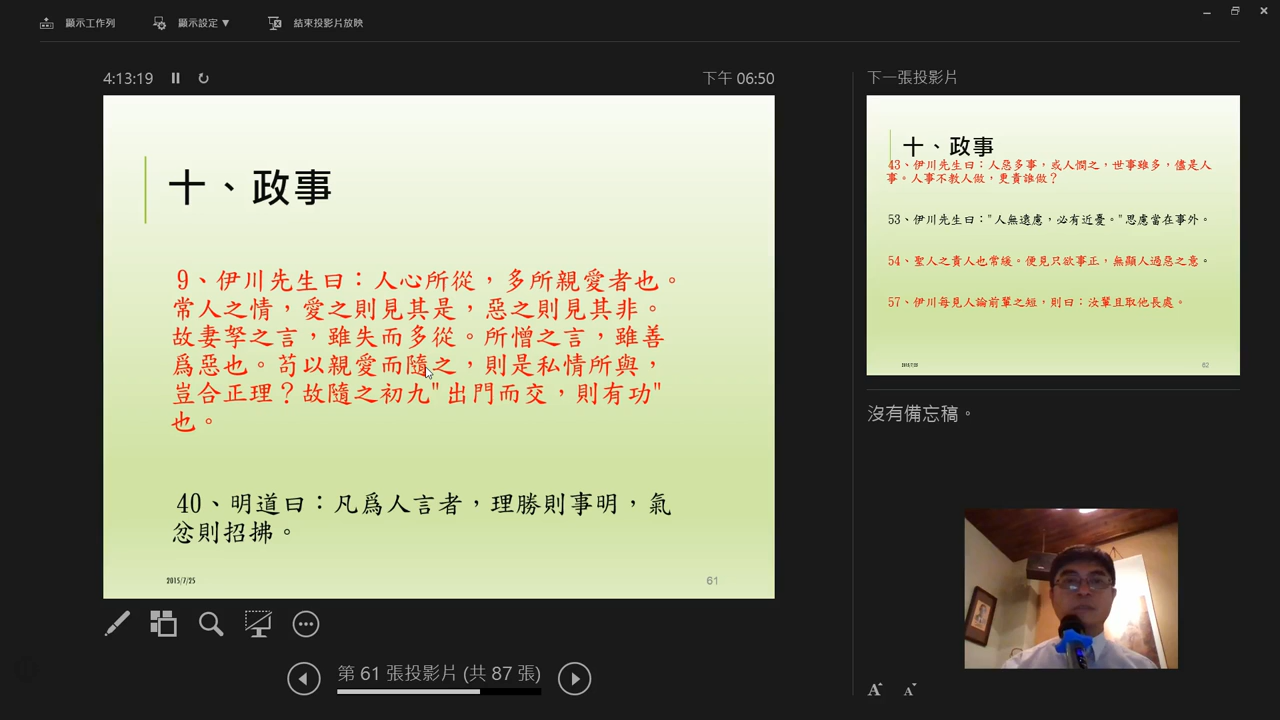 顯示工作列
顯示設定 ▼
結束投影片放映
4:13:19
下午 06:50
十、政事
9、伊川先生曰：人心所從，多所親愛者也。
常人之情，愛之則見其是，惡之則見其非。
故妻孥之言，雖失而多從。所憎之言，雖善
為惡也。苟以親愛而隨之，則是私情所與，
豈合正理？故隨之初九"出門而交，則有功"
也。
40、明道曰：凡為人言者，理勝則事明，氣
忿則招拂。
2015/7/25
61
第 61 張投影片 (共 87 張)
下一張投影片
十、政事
43、伊川先生曰：人惡多事，或人憫之，世事雖多，儘是人
事。人事不教人做，更責誰做？
53、伊川先生曰："人無遠慮，必有近憂。"思慮當在事外。
54、聖人之責人也常緩。便見只欲事正，無顯人過惡之意。
57、伊川每見人論前輩之短，則曰：汝輩且取他長處。
2015/7/25
62
沒有備忘稿。
A
A